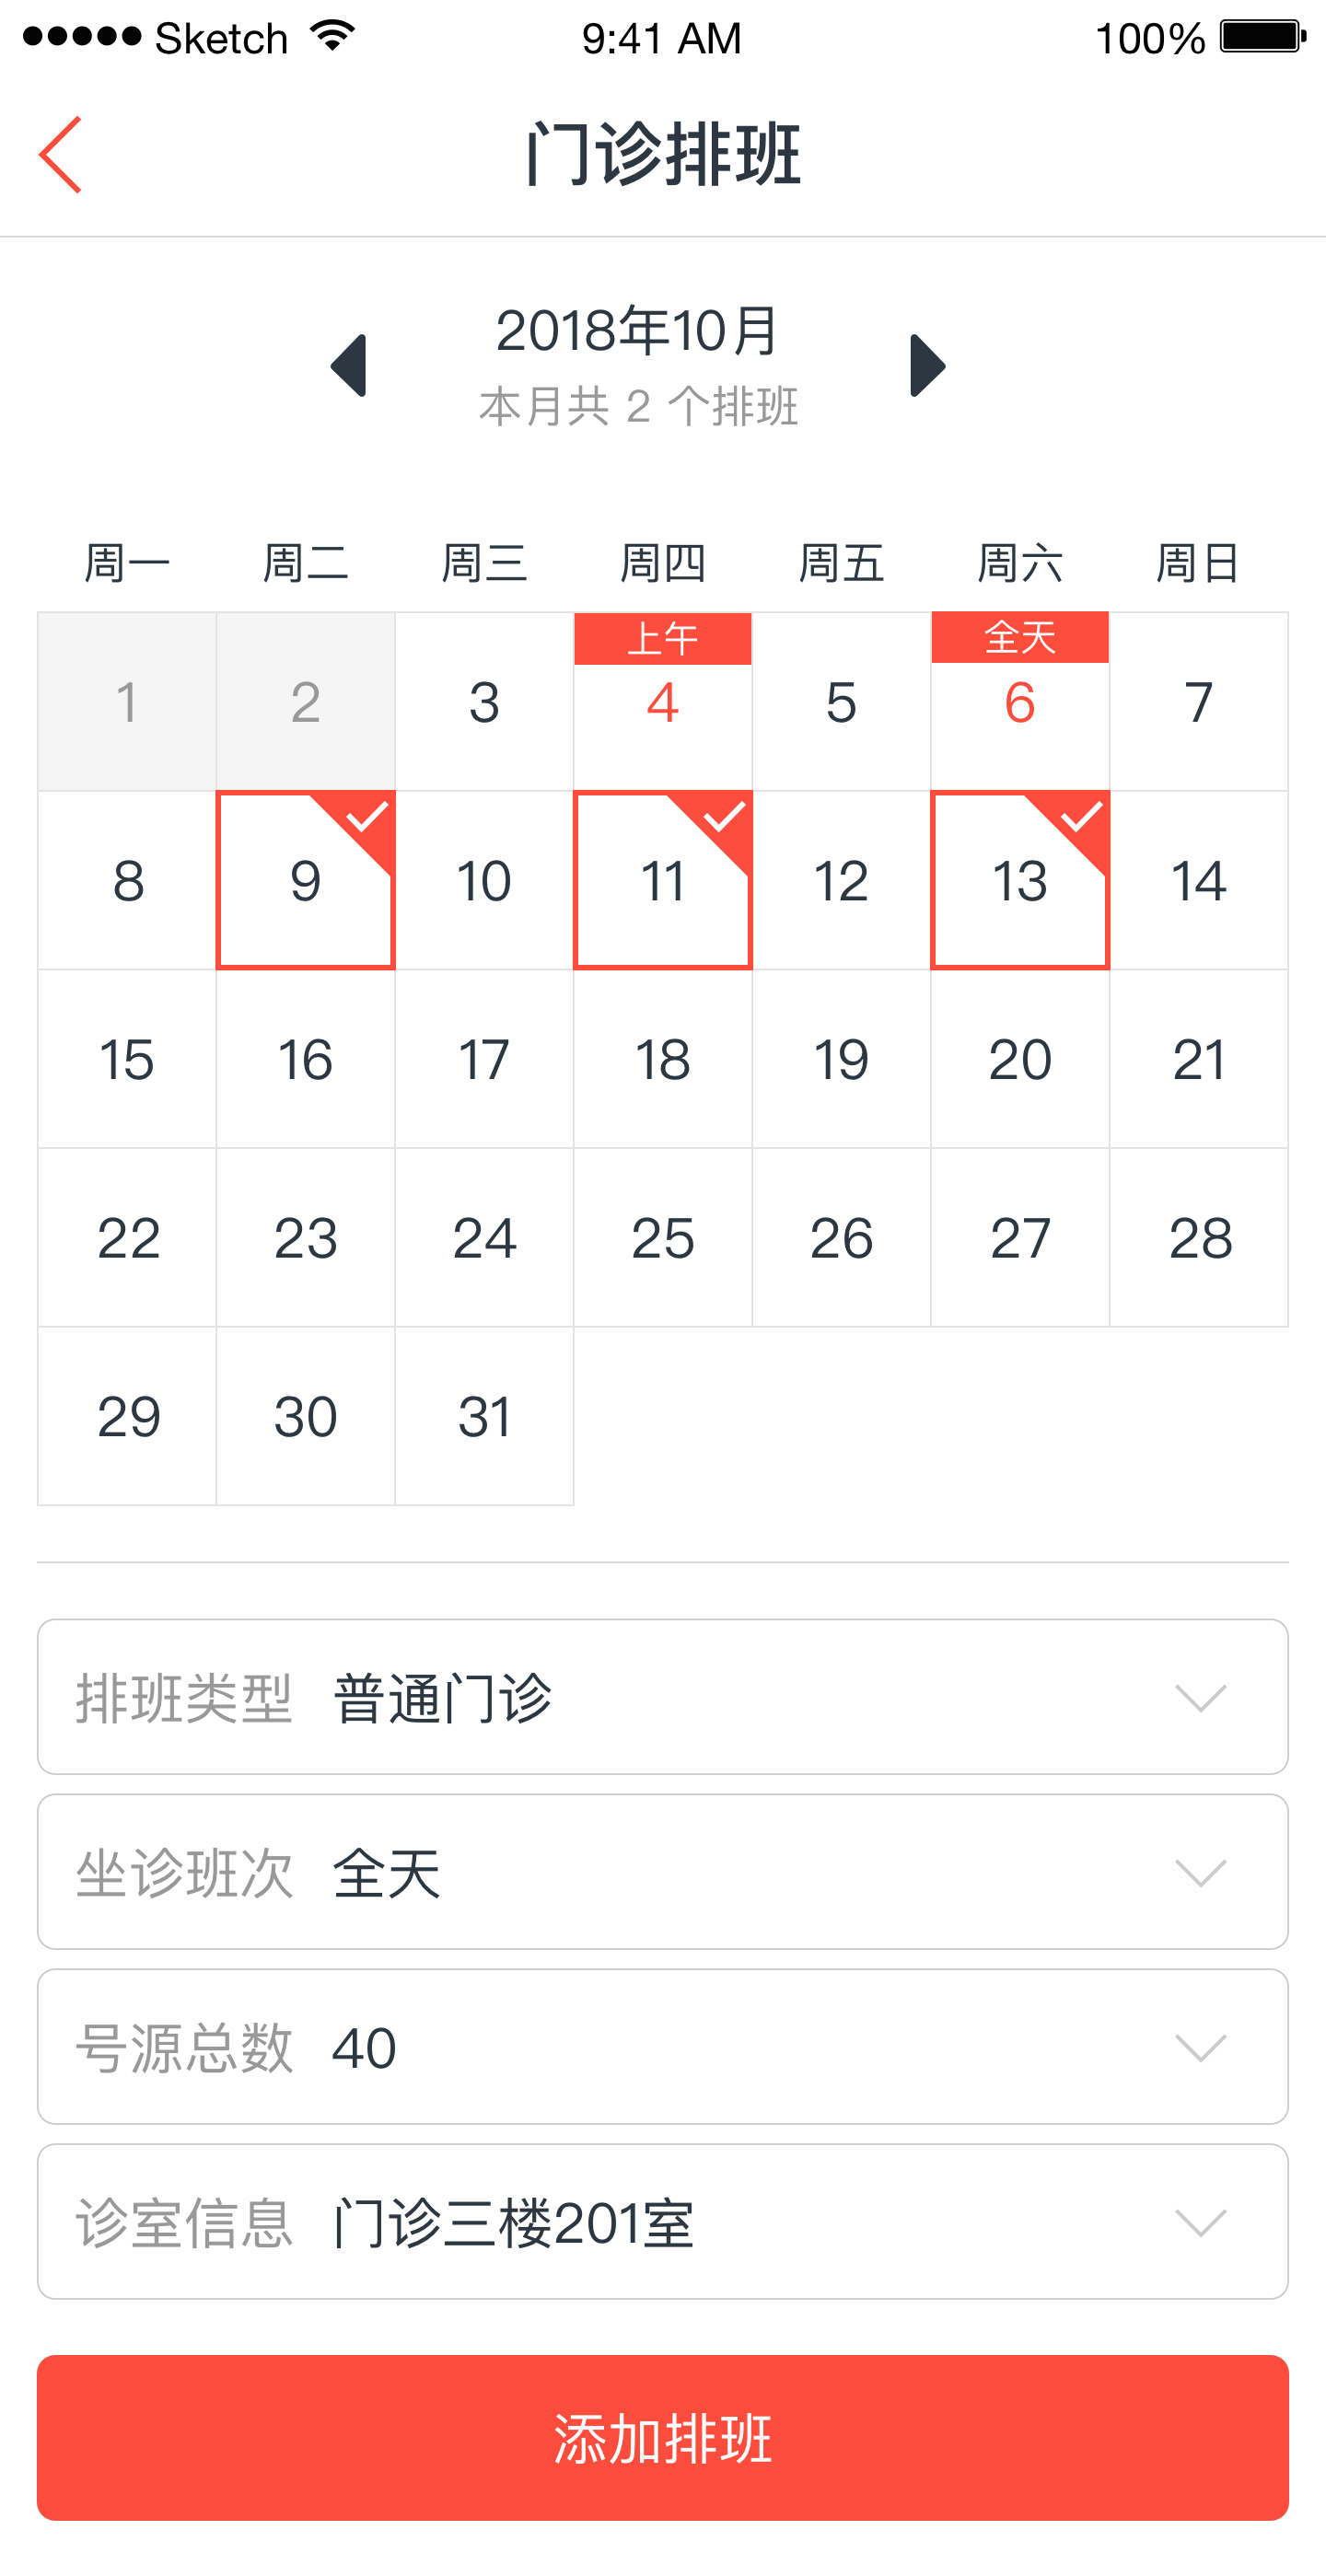 Sketch 9:41 AM 100%
门诊排班
2018年10月
本月共 2 个排班
周一 周二 周三 周四 周五 周六 周日
上午 全天
1 2 3 4 5 6 7
8 9 10 11 12 13 14
15 16 17 18 19 20 21
22 23 24 25 26 27 28
29 30 31
排班类型 普通门诊
坐诊班次 全天
号源总数 40
诊室信息 门诊三楼201室
添加排班